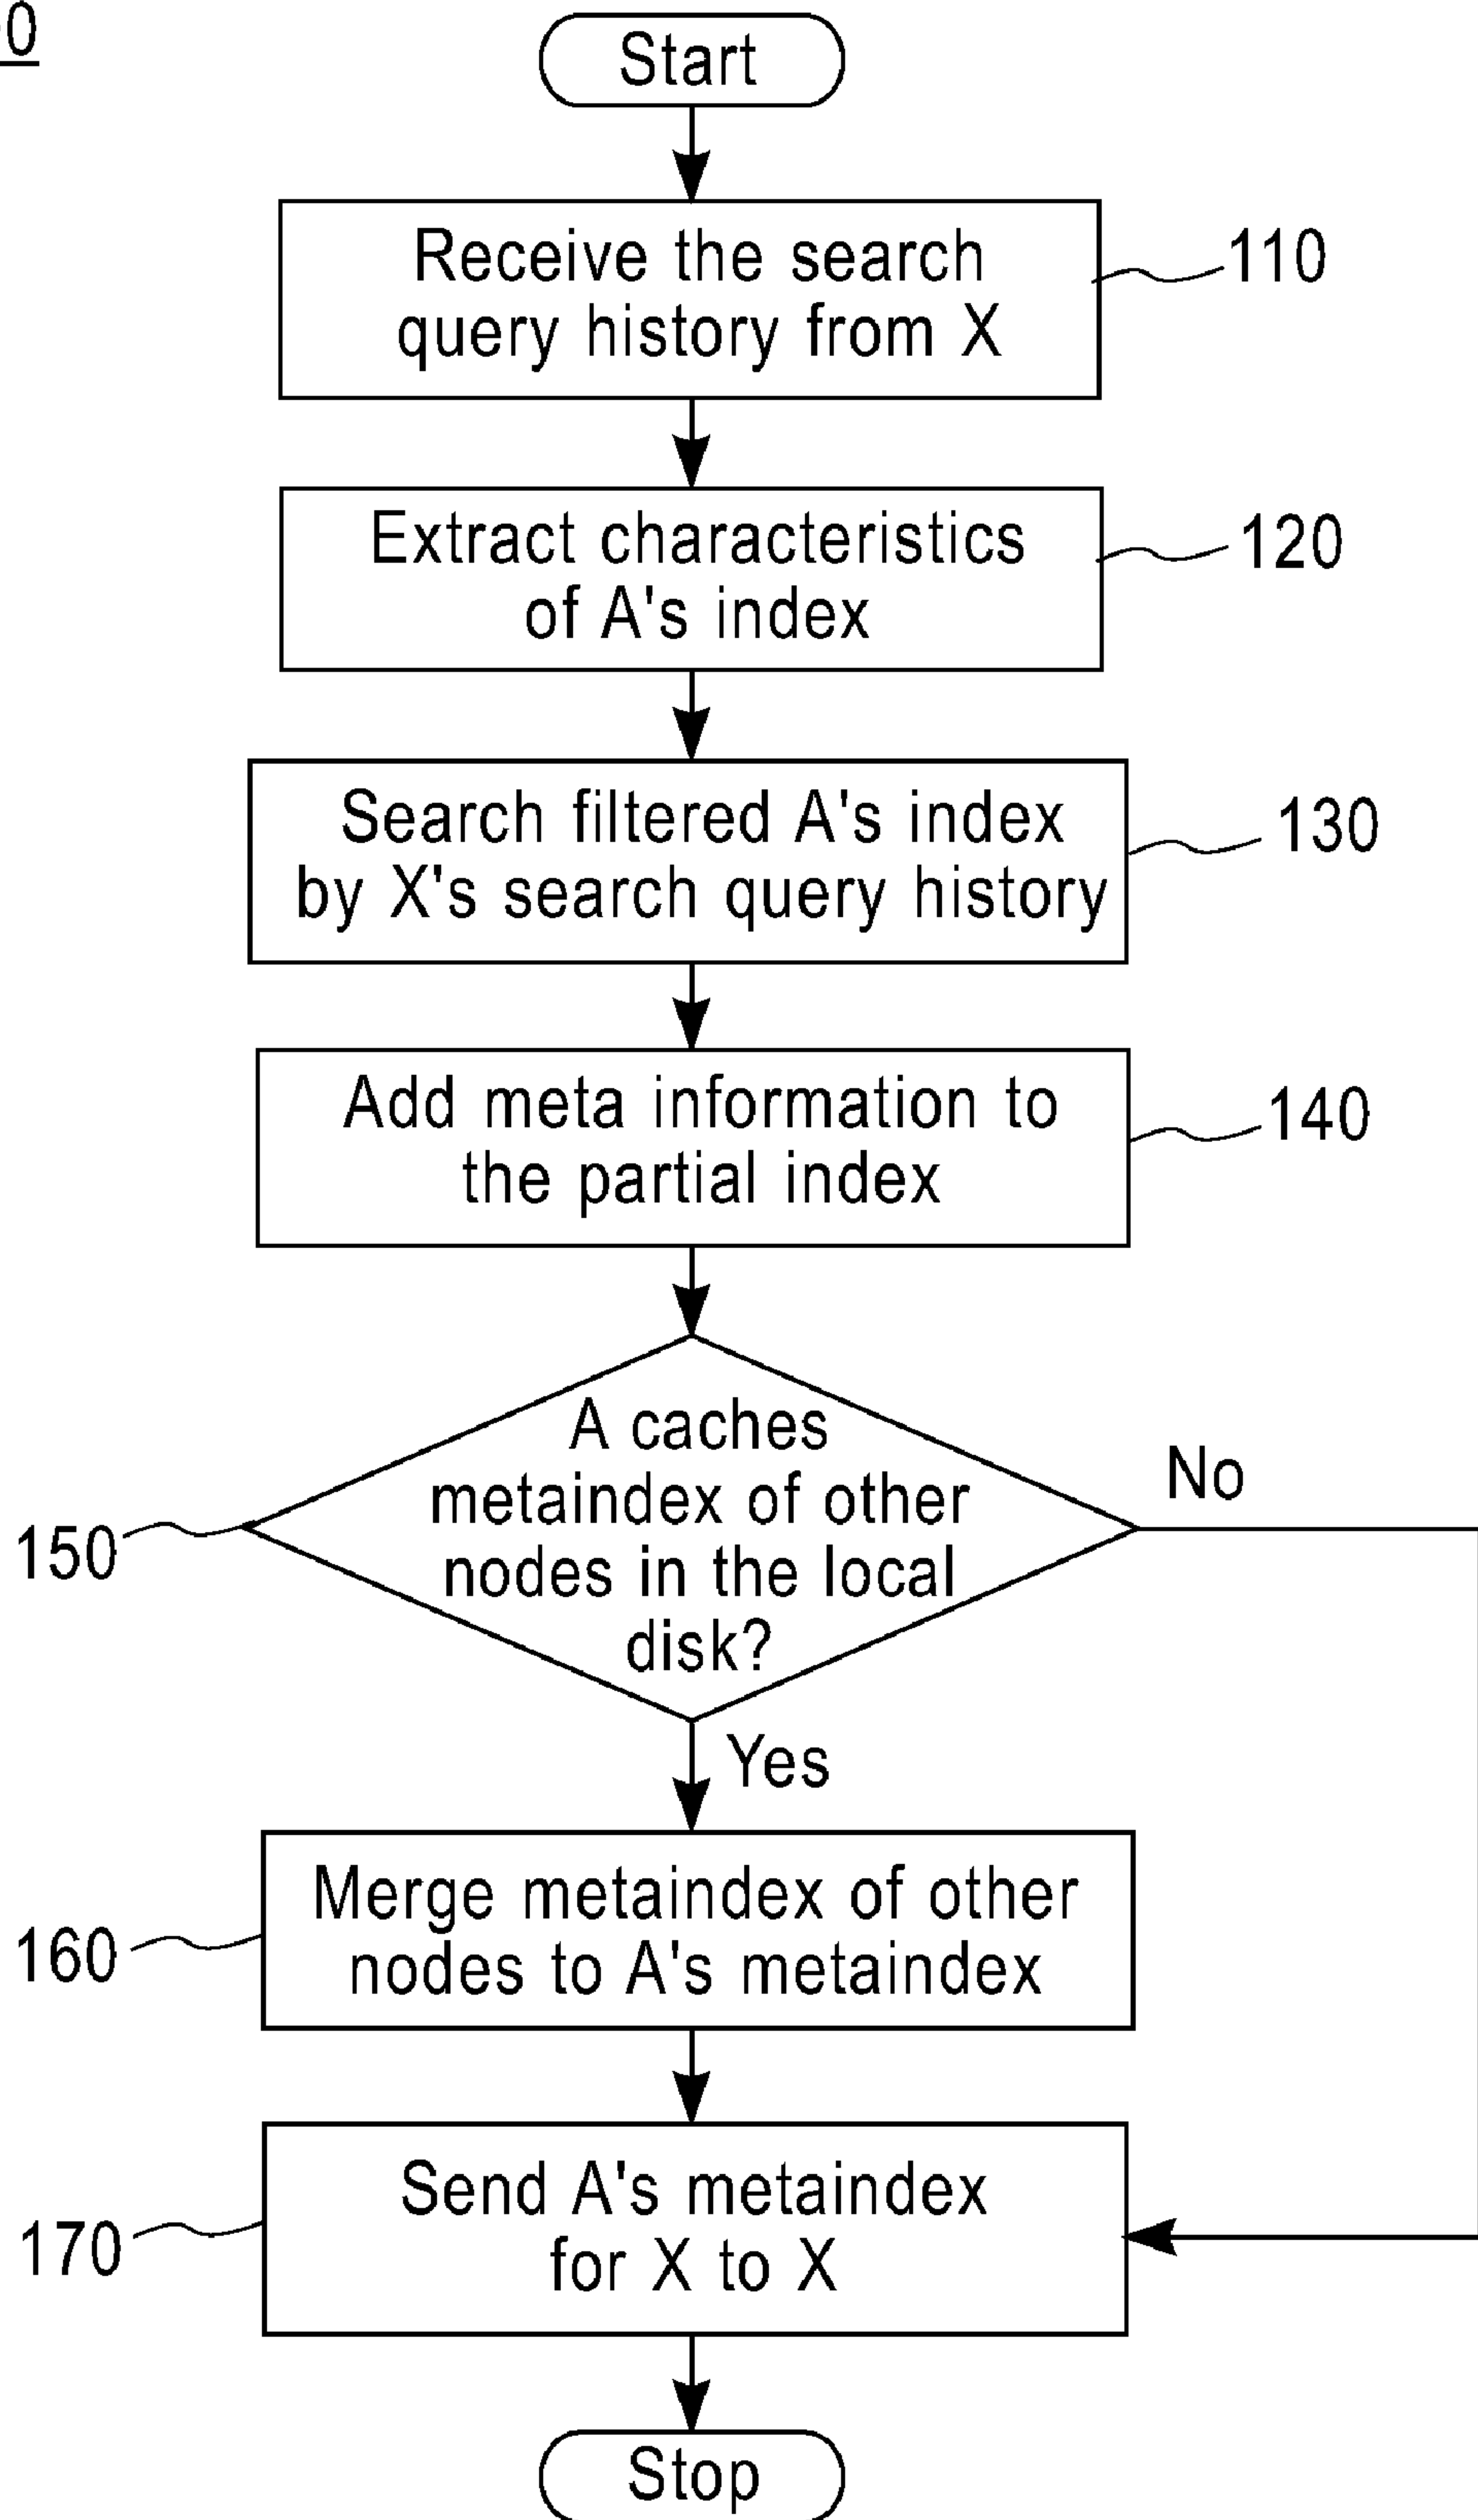 0
Start
Receive the search
query history from X
110
Extract characteristics
of A's index
120
Search filtered A's index
by X's search query history
130
Add meta information to
the partial index
140
A caches
metaindex of other
nodes in the local
disk?
No
150
Yes
Merge metaindex of other
nodes to A's metaindex
160
Send A's metaindex
for X to X
170
Stop